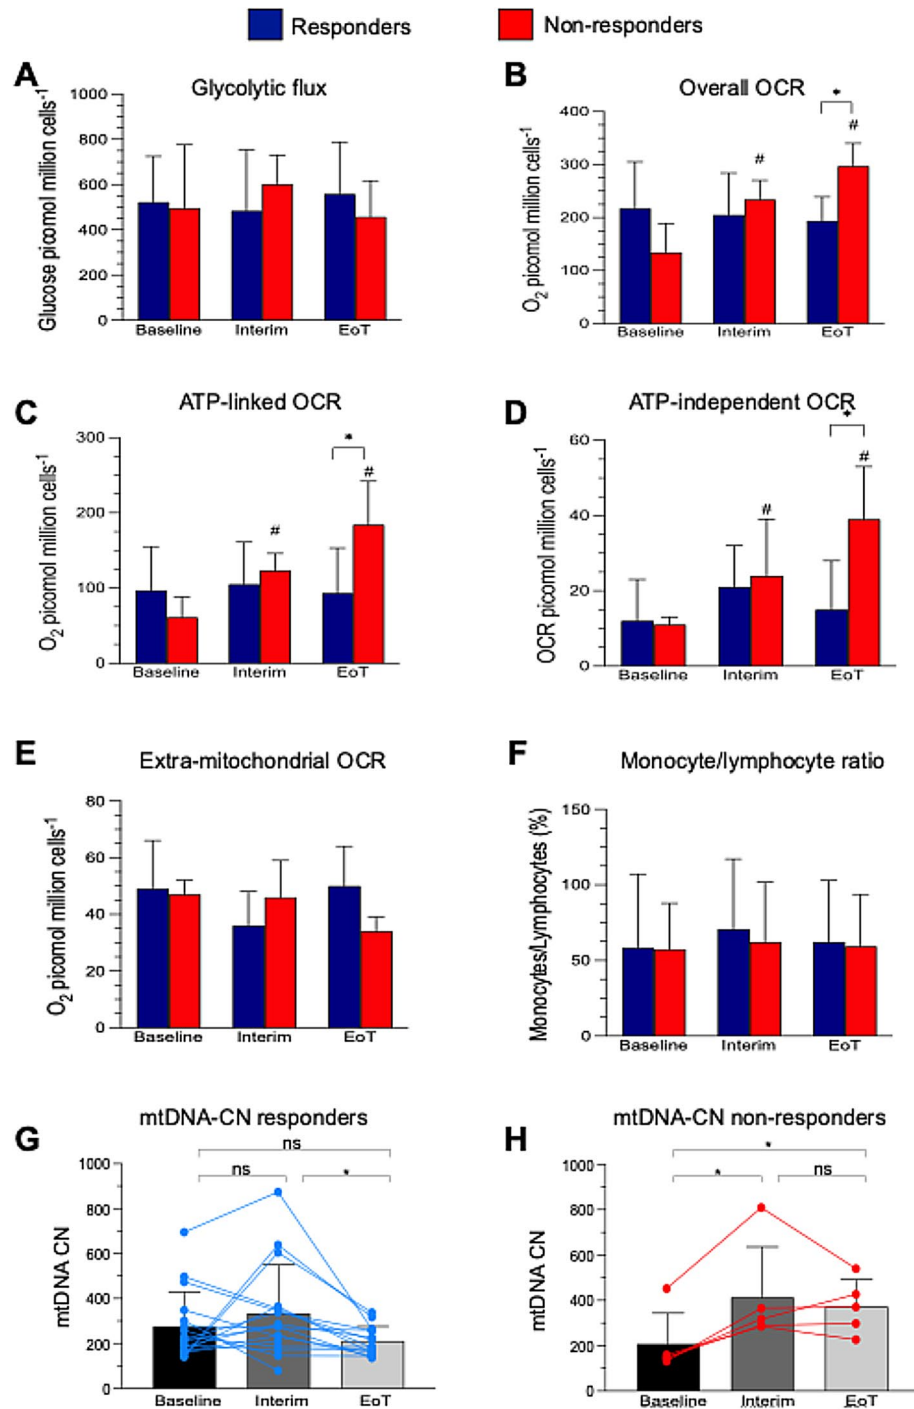 Responders Non-responders
A Glycolytic flux
Glucose picomol million cells-1
1000
800
600
400
200
0
Baseline Interim EoT
B Overall OCR
O2 picomol million cells-1
400
300
200
100
0
*
#
#
Baseline Interim EoT
C ATP-linked OCR
O2 picomol million cells-1
300
200
100
0
*
#
#
Baseline Interim EoT
D ATP-independent OCR
OCR picomol million cells-1
60
40
20
0
*
#
#
Baseline Interim EoT
E Extra-mitochondrial OCR
O2 picomol million cells-1
80
60
40
20
0
Baseline Interim EoT
F Monocyte/lymphocyte ratio
Monocytes/Lymphocytes (%)
150
100
50
0
Baseline Interim EoT
G mtDNA-CN responders
mtDNA CN
ns
ns *
1000
800
600
400
200
0
Baseline Interim EoT
H mtDNA-CN non-responders
mtDNA CN
*
* ns
1000
800
600
400
200
0
Baseline Interim EoT